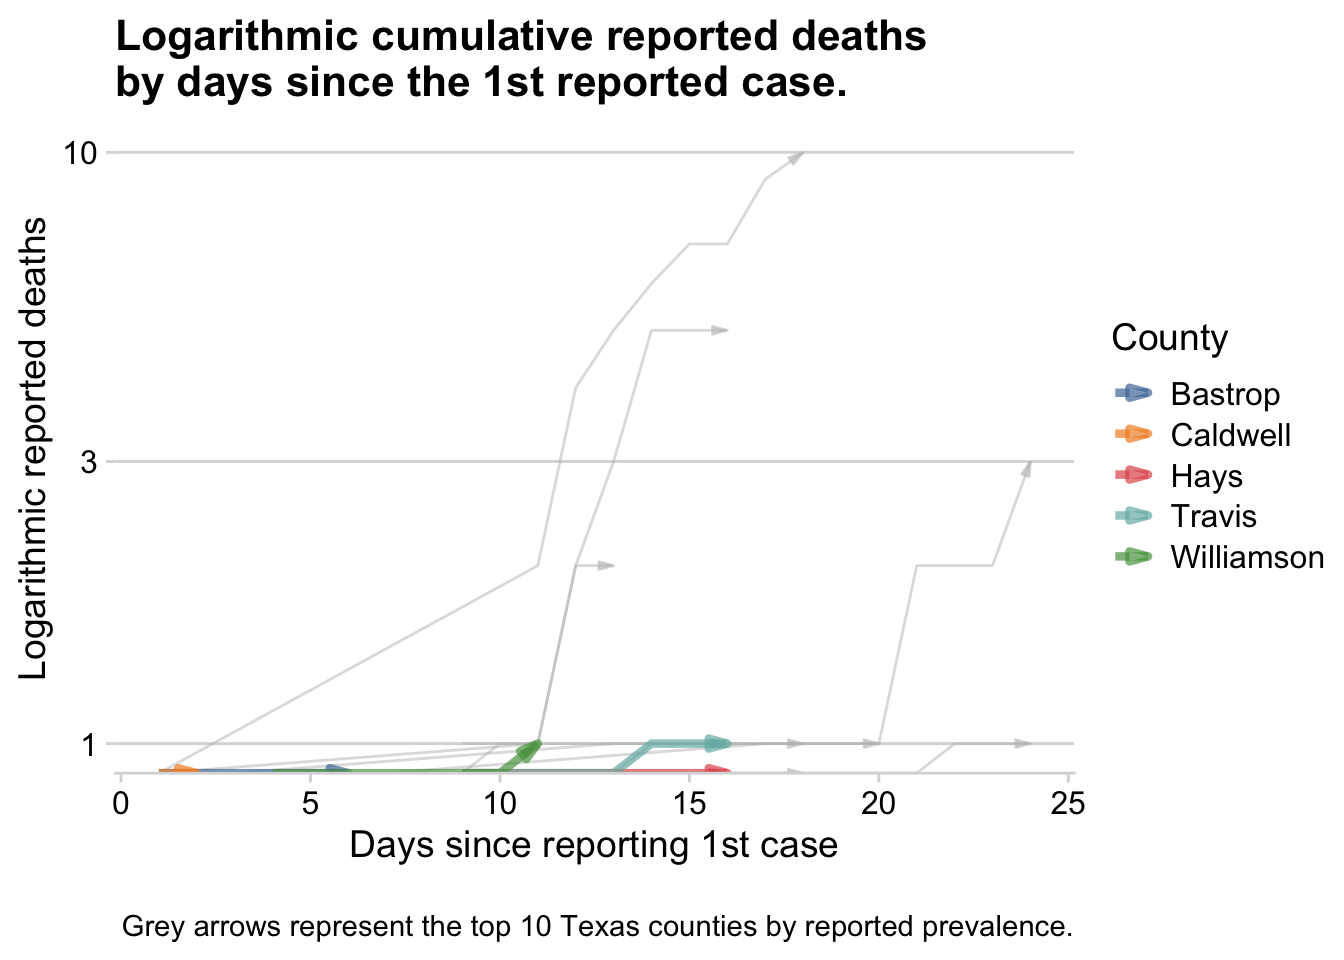 Logarithmic cumulative reported deaths
by days since the 1st reported case.
Logarithmic reported deaths
10
3
1
0
5
10
15
20
25
Days since reporting 1st case
County
Bastrop
Caldwell
Hays
Travis
Williamson
Grey arrows represent the top 10 Texas counties by reported prevalence.